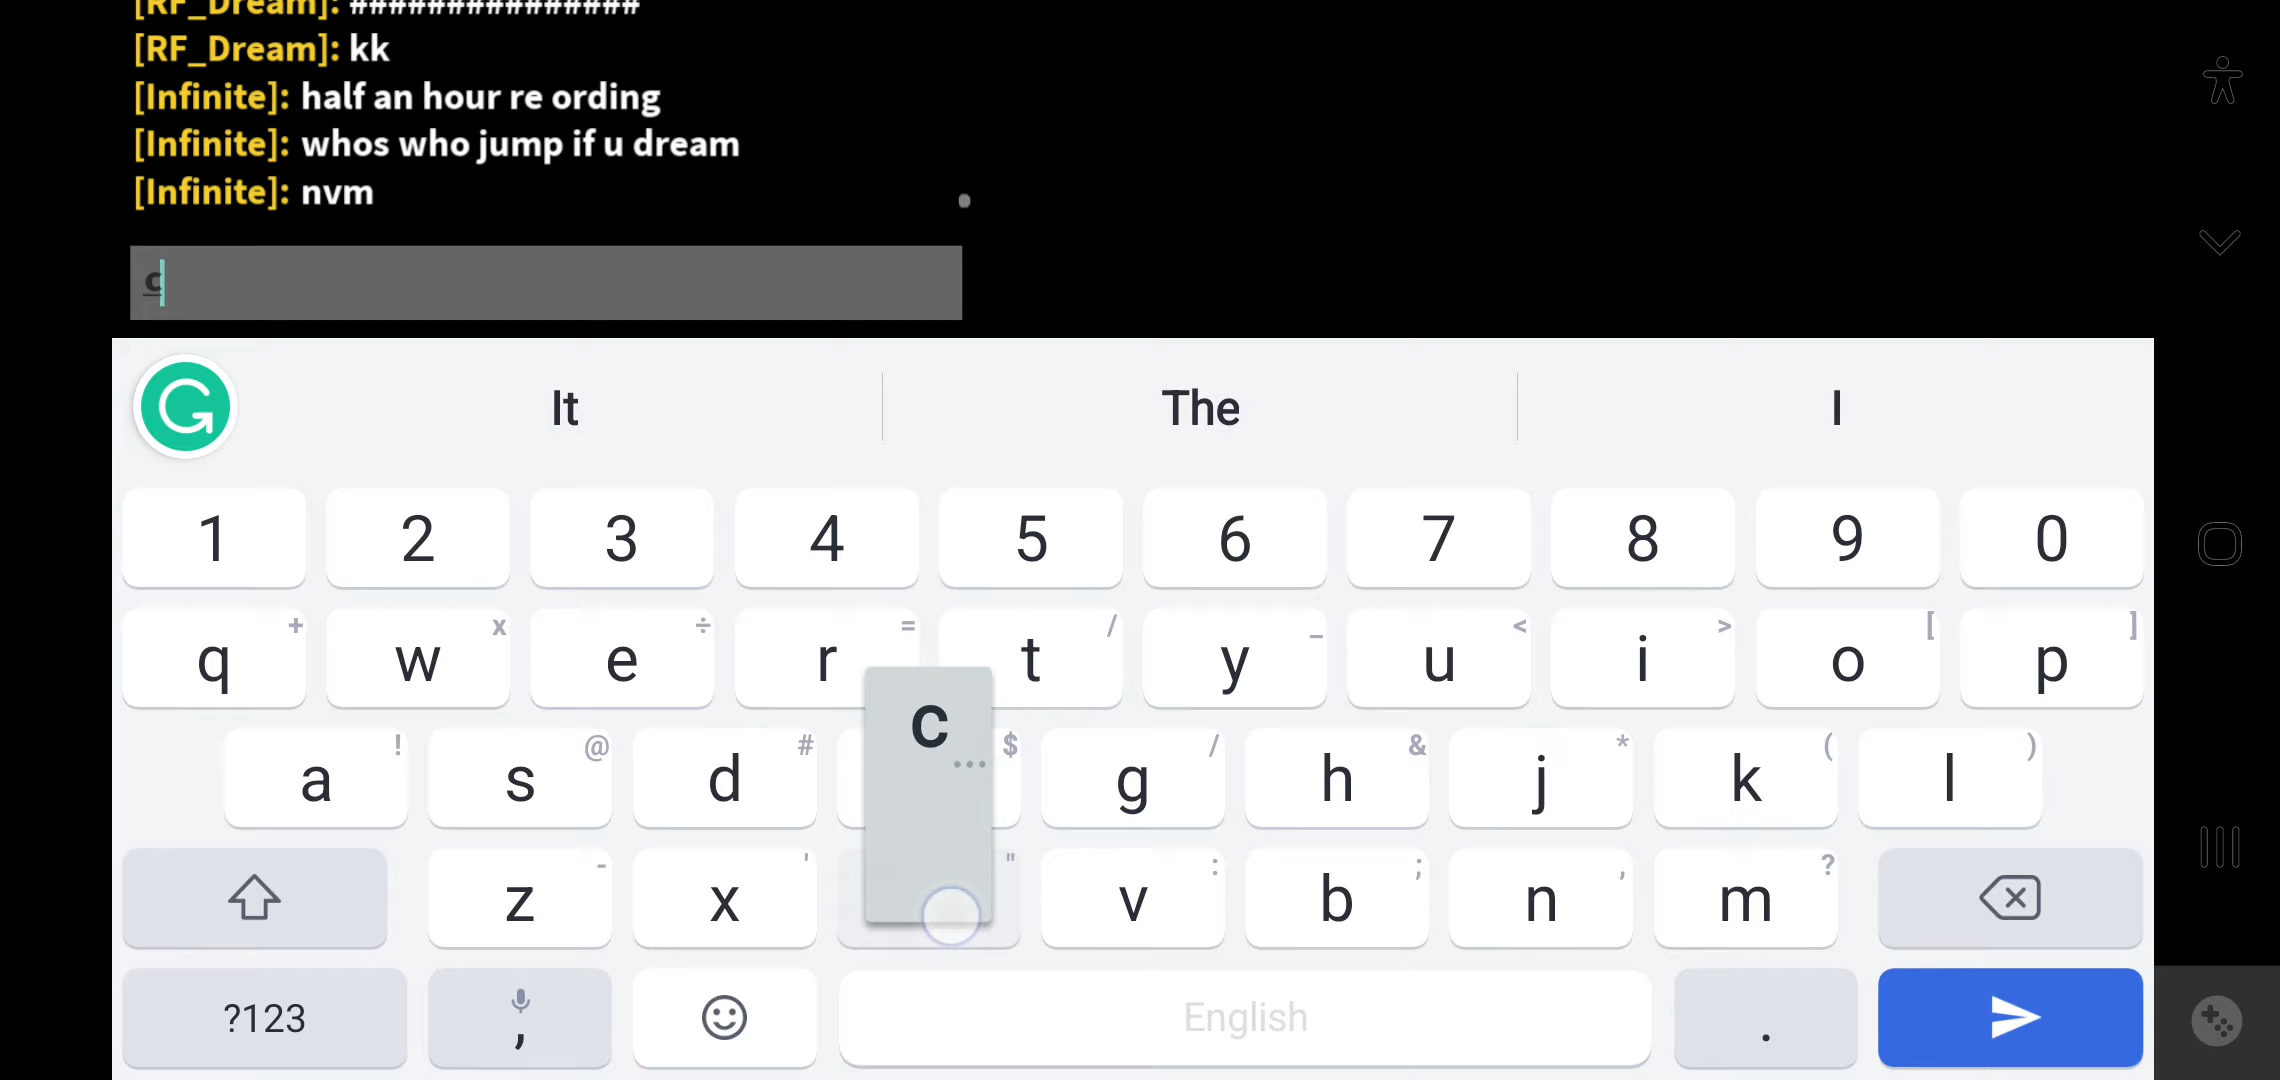 [RF_Dream]: ###############
[RF_Dream]: kk
[Infinite]: half an hour re ording
[Infinite]: whos who jump if u dream
[Infinite]: nvm
c
It The I
1 2 3 4 5 6 7 8 9 0
+ x ÷ = / _ < > [ ]
q w e r t y u i o p
c ...
! @ # $ / & * ( )
a s d g h j k l
- ' " : ; , ?
z x v b n m
?123 , English .